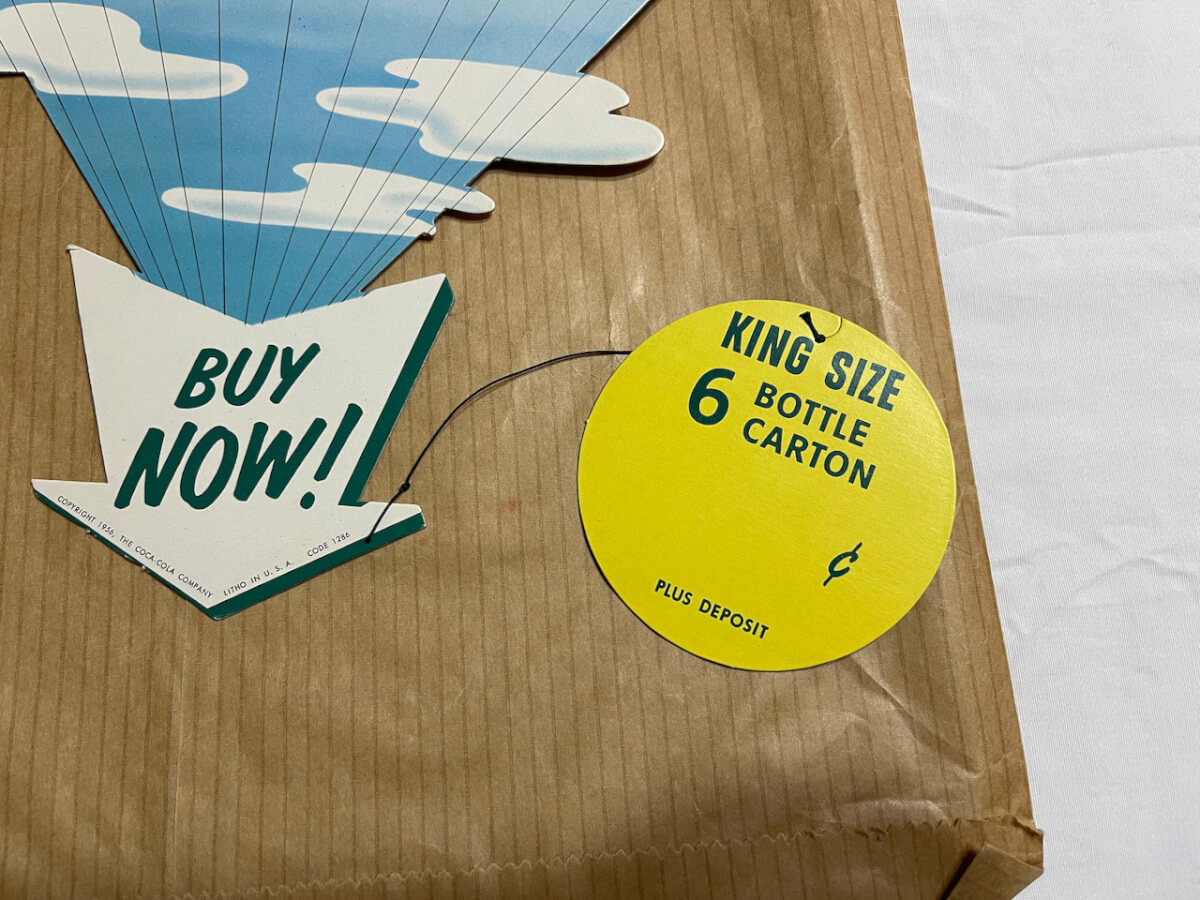 BUY
NOW!
COPYRIGHT 1956, THE COCA-COLA COMPANY
LITHO IN U. S. A.
CODE 1286
KING SIZE
6 BOTTLE
CARTON
¢
PLUS DEPOSIT